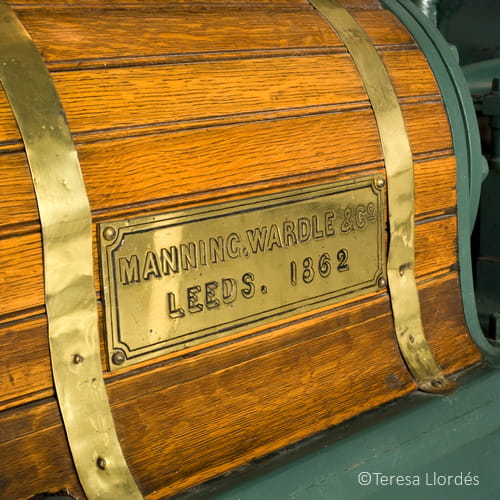 MANNING, WARDLE & Cº
LEEDS. 1862
©Teresa Llordés